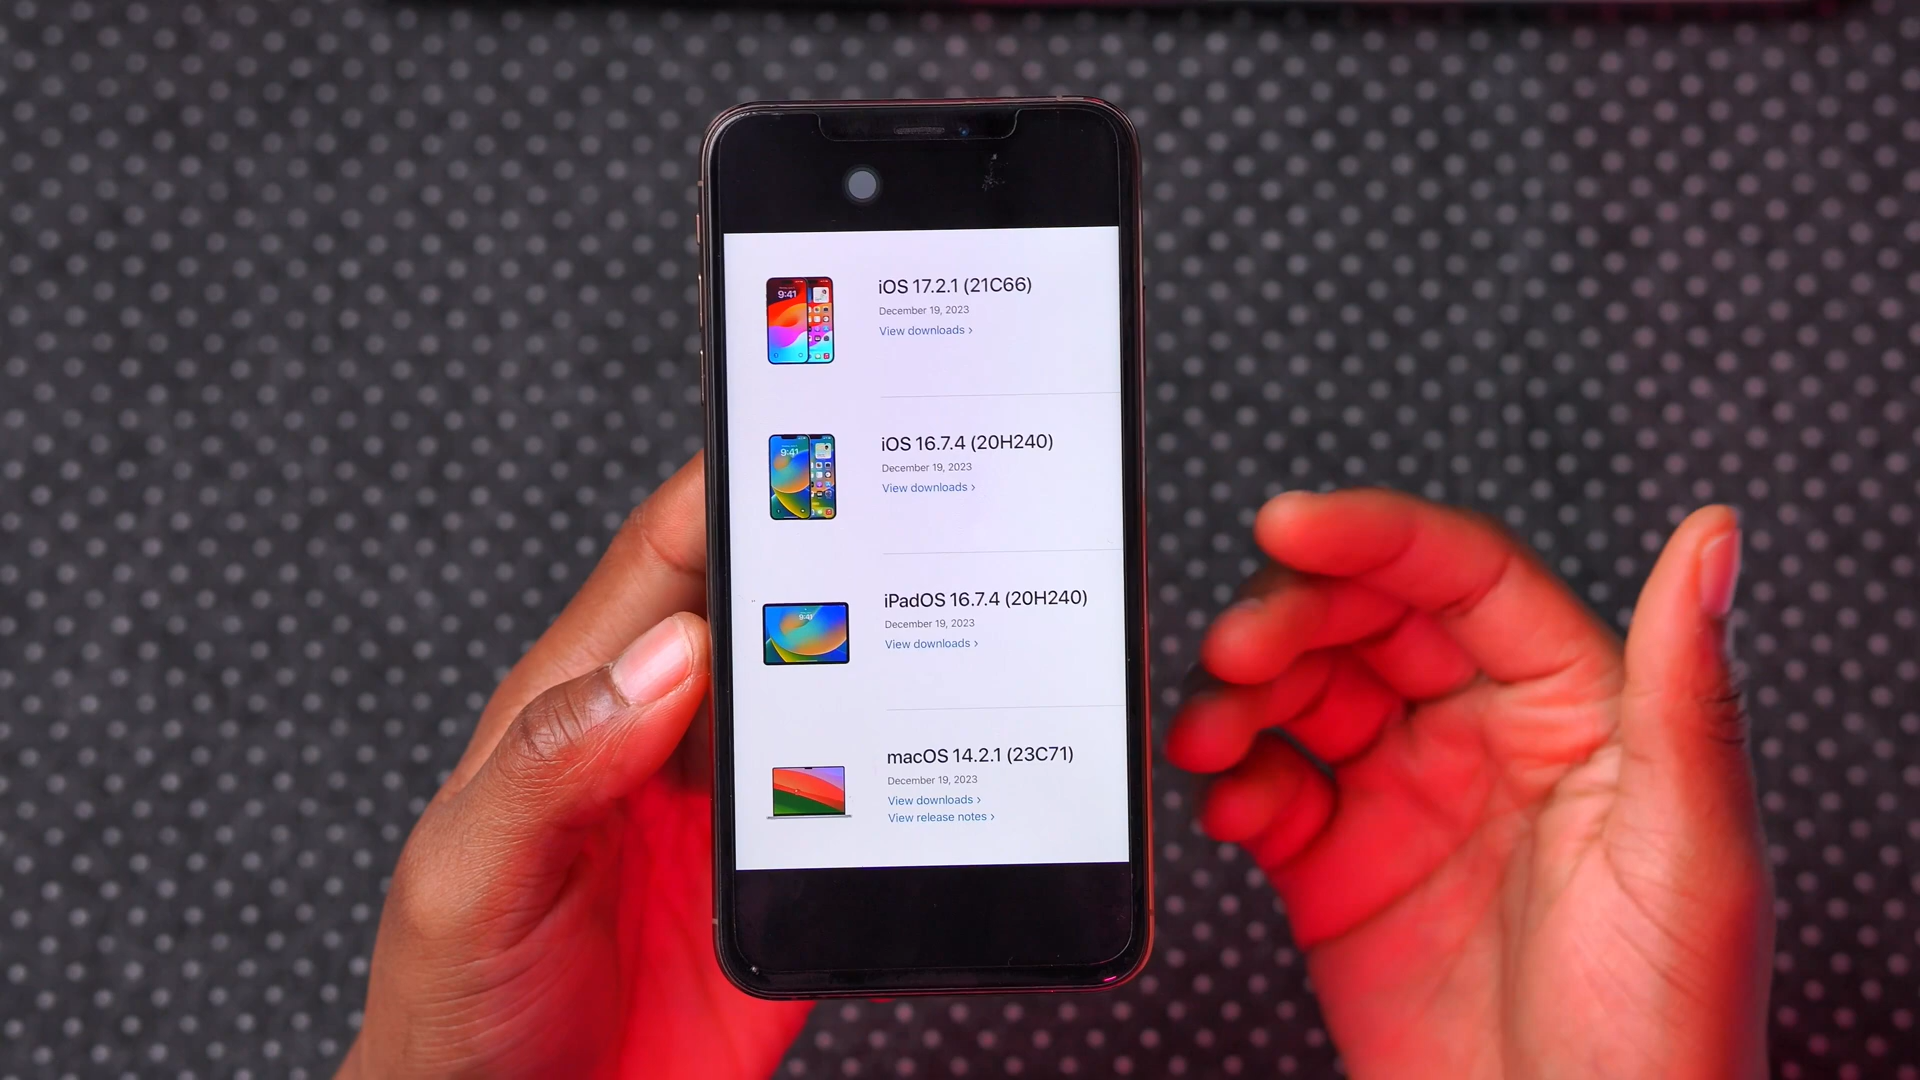 9:41
iOS 17.2.1 (21C66)
December 19, 2023
View downloads ›
9:41
iOS 16.7.4 (20H240)
December 19, 2023
View downloads ›
9:41
iPadOS 16.7.4 (20H240)
December 19, 2023
View downloads ›
macOS 14.2.1 (23C71)
December 19, 2023
View downloads ›
View release notes ›